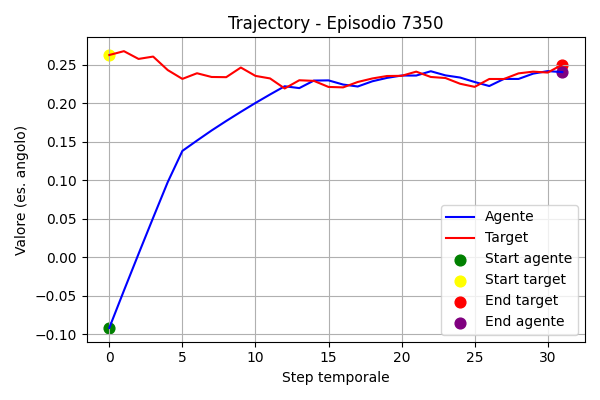 Trajectory - Episodio 7350
Valore (es. angolo)
0.25
0.20
0.15
0.10
0.05
0.00
−0.05
−0.10
Agente
Target
Start agente
Start target
End target
End agente
0 5 10 15 20 25 30
Step temporale